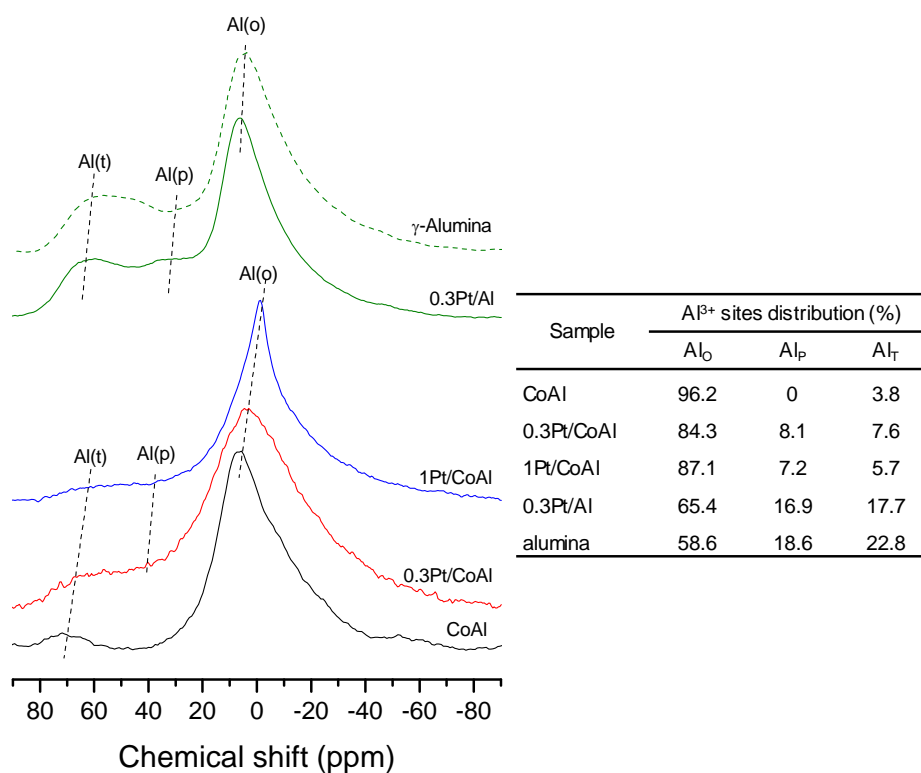 Al(o)
Al(t)
Al(p)
γ-Alumina
Al(o)
0.3Pt/Al
Al(t)
Al(p)
1Pt/CoAl
0.3Pt/CoAl
CoAl
80 60 40 20 0 -20 -40 -60 -80
Chemical shift (ppm)
Sample Al³⁺ sites distribution (%)
Al_O Al_P Al_T
CoAl 96.2 0 3.8
0.3Pt/CoAl 84.3 8.1 7.6
1Pt/CoAl 87.1 7.2 5.7
0.3Pt/Al 65.4 16.9 17.7
alumina 58.6 18.6 22.8